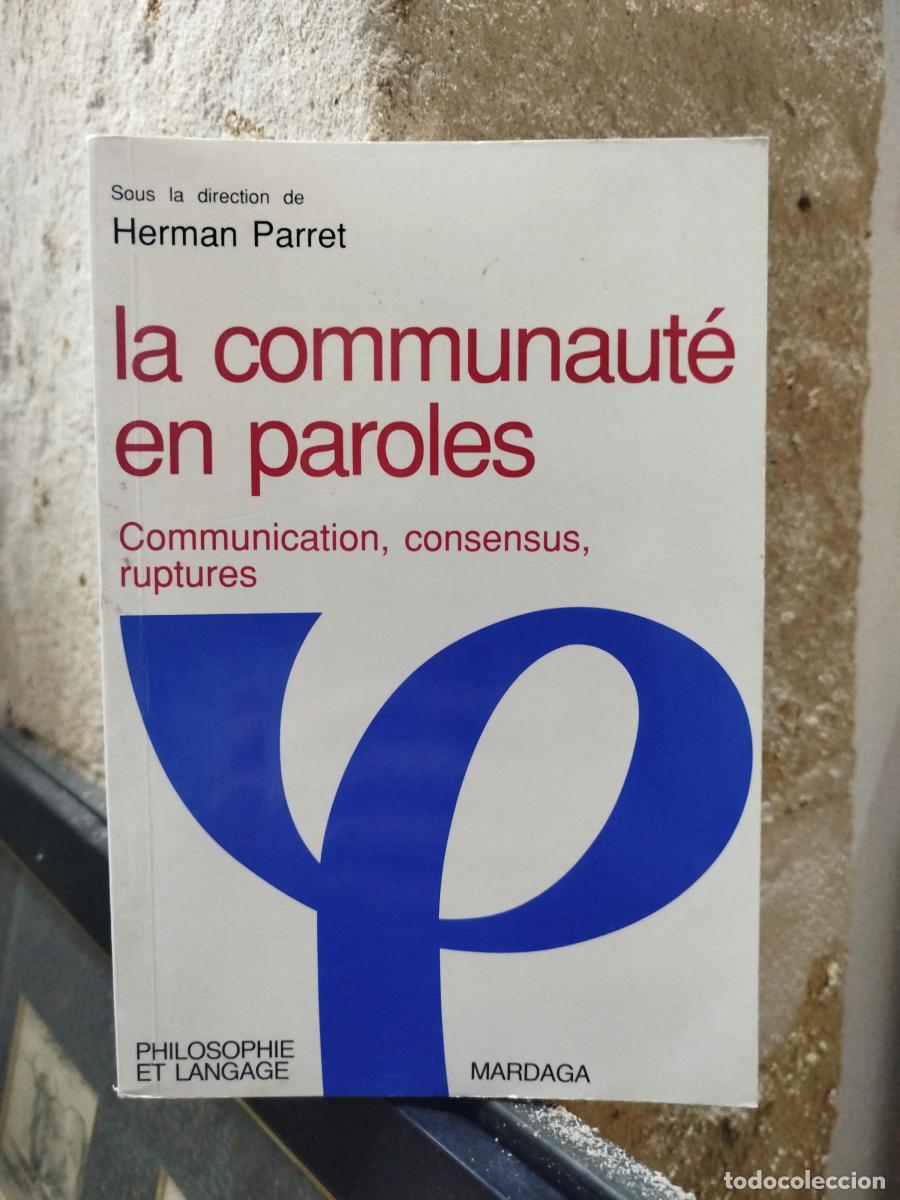 Sous la direction de
Herman Parret
la communauté
en paroles
Communication, consensus,
ruptures
PHILOSOPHIE
ET LANGAGE
MARDAGA
todocoleccion